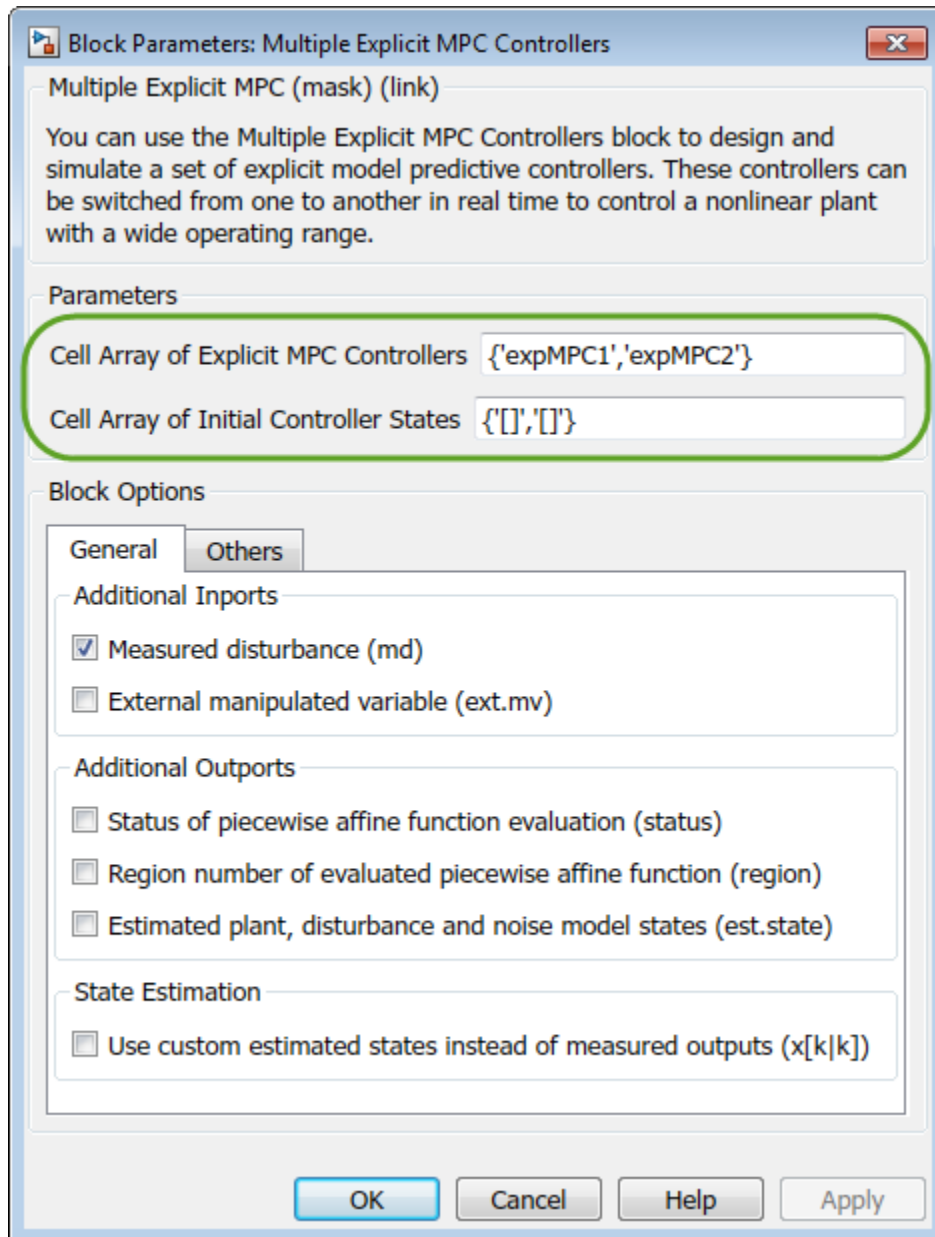 Block Parameters: Multiple Explicit MPC Controllers
Multiple Explicit MPC (mask) (link)
You can use the Multiple Explicit MPC Controllers block to design and
simulate a set of explicit model predictive controllers. These controllers can
be switched from one to another in real time to control a nonlinear plant
with a wide operating range.
Parameters
Cell Array of Explicit MPC Controllers {'expMPC1','expMPC2'}
Cell Array of Initial Controller States {'[]','[]'}
Block Options
General Others
Additional Inports
Measured disturbance (md)
External manipulated variable (ext.mv)
Additional Outports
Status of piecewise affine function evaluation (status)
Region number of evaluated piecewise affine function (region)
Estimated plant, disturbance and noise model states (est.state)
State Estimation
Use custom estimated states instead of measured outputs (x[k|k])
OK Cancel Help Apply